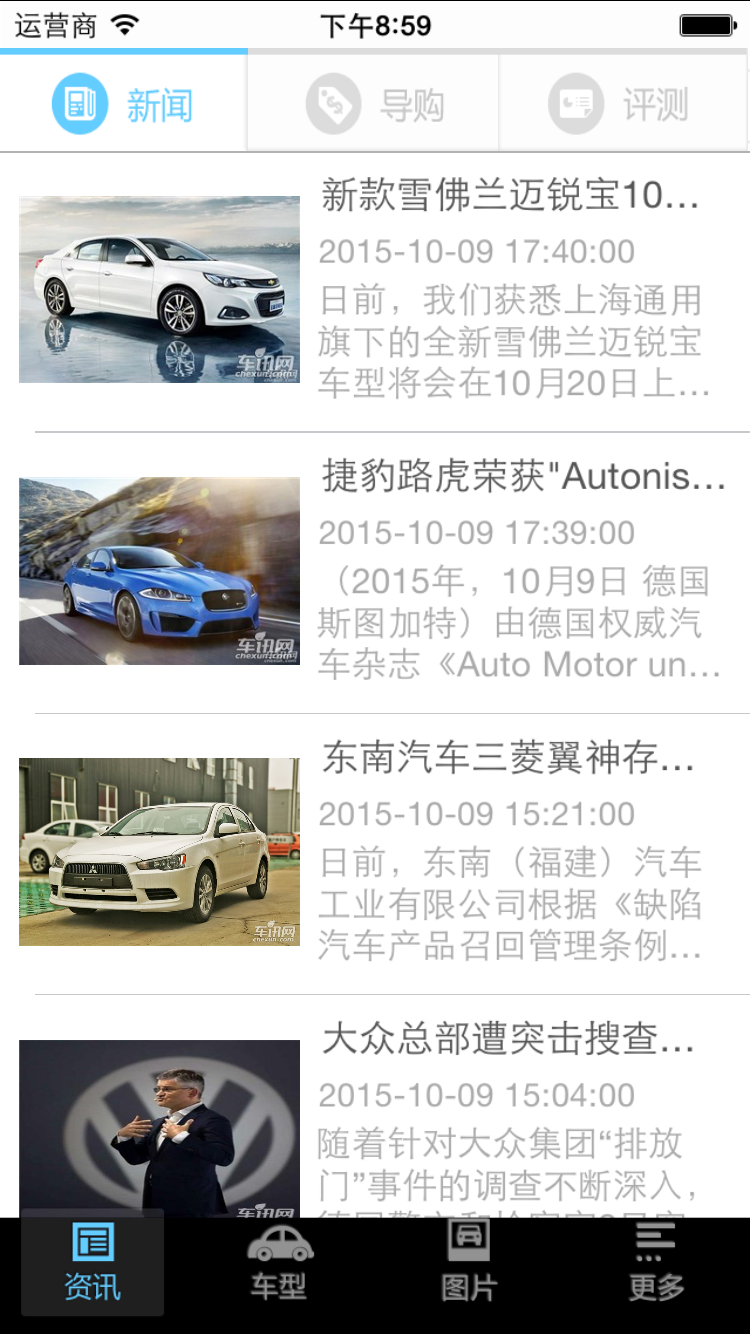 运营商
下午8:59
新闻
导购
评测
新款雪佛兰迈锐宝10...
2015-10-09 17:40:00
日前，我们获悉上海通用
旗下的全新雪佛兰迈锐宝
车型将会在10月20日上...
车讯网
chexun.com
捷豹路虎荣获"Autonis...
2015-10-09 17:39:00
（2015年，10月9日 德国
斯图加特）由德国权威汽
车杂志《Auto Motor un...
车讯网
chexun.com
东南汽车三菱翼神存...
2015-10-09 15:21:00
日前，东南（福建）汽车
工业有限公司根据《缺陷
汽车产品召回管理条例...
车讯网
chexun.com
大众总部遭突击搜查...
2015-10-09 15:04:00
随着针对大众集团“排放
门”事件的调查不断深入，
车讯网
资讯
车型
图片
更多